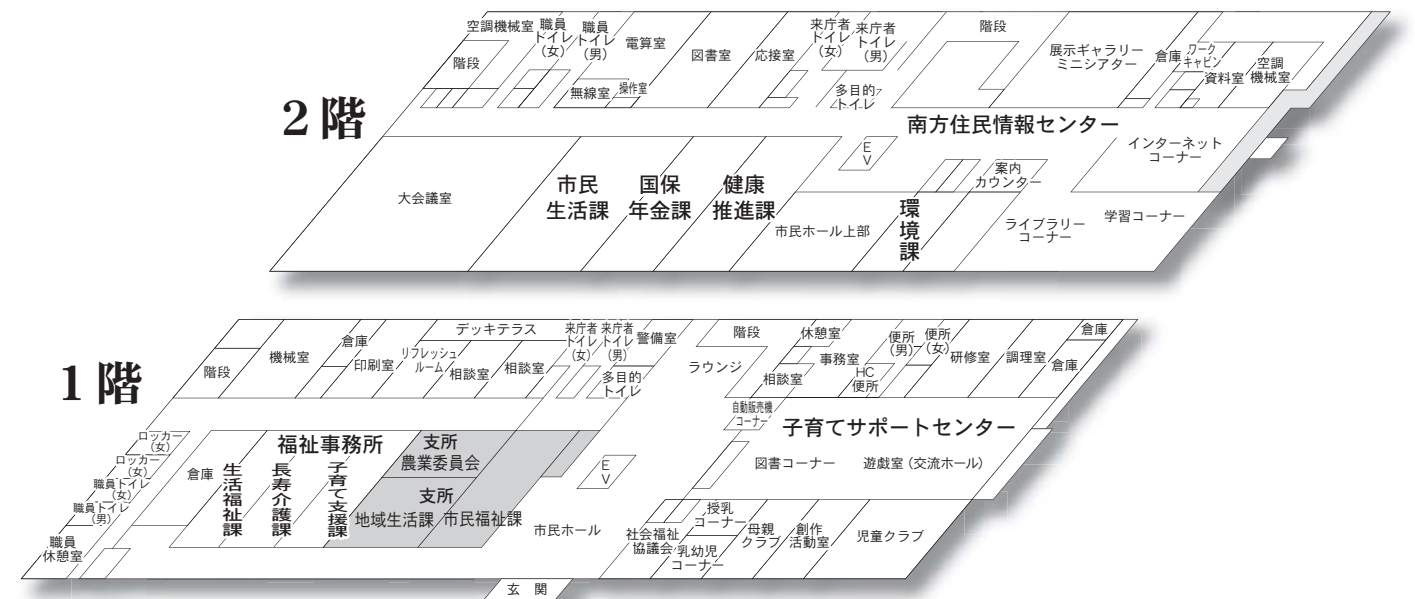 2階
空調機械室
階段
職員
トイレ
(女)
職員
トイレ
(男)
電算室
無線室
操作室
図書室
応接室
来庁者
トイレ
(女)
来庁者
トイレ
(男)
多目的
トイレ
階段
展示ギャラリー
ミニシアター
倉庫
ワーク
キャビン
資料室
空調
機械室
南方住民情報センター
インターネット
コーナー
EV
案内
カウンター
大会議室
市民
生活課
国保
年金課
健康
推進課
市民ホール上部
環境課
ライブラリー
コーナー
学習コーナー
1階
階段
機械室
倉庫
印刷室
リフレッシュ
ルーム
デッキテラス
相談室
相談室
来庁者
トイレ
(女)
来庁者
トイレ
(男)
多目的
トイレ
警備室
ラウンジ
階段
休憩室
相談室
事務室
便所
(男)
便所
(女)
HC
便所
研修室
調理室
倉庫
倉庫
自動販売機
コーナー
子育てサポートセンター
図書コーナー
遊戯室(交流ホール)
ロッカー
(女)
ロッカー
(女)
職員トイレ
(女)
職員トイレ
(男)
職員
休憩室
倉庫
福祉事務所
生活福祉課
長寿介護課
子育て支援課
支所
農業委員会
支所
地域生活課
市民福祉課
EV
市民ホール
玄関
社会福祉
協議会
授乳
コーナー
乳幼児
コーナー
母親
クラブ
創作
活動室
児童クラブ